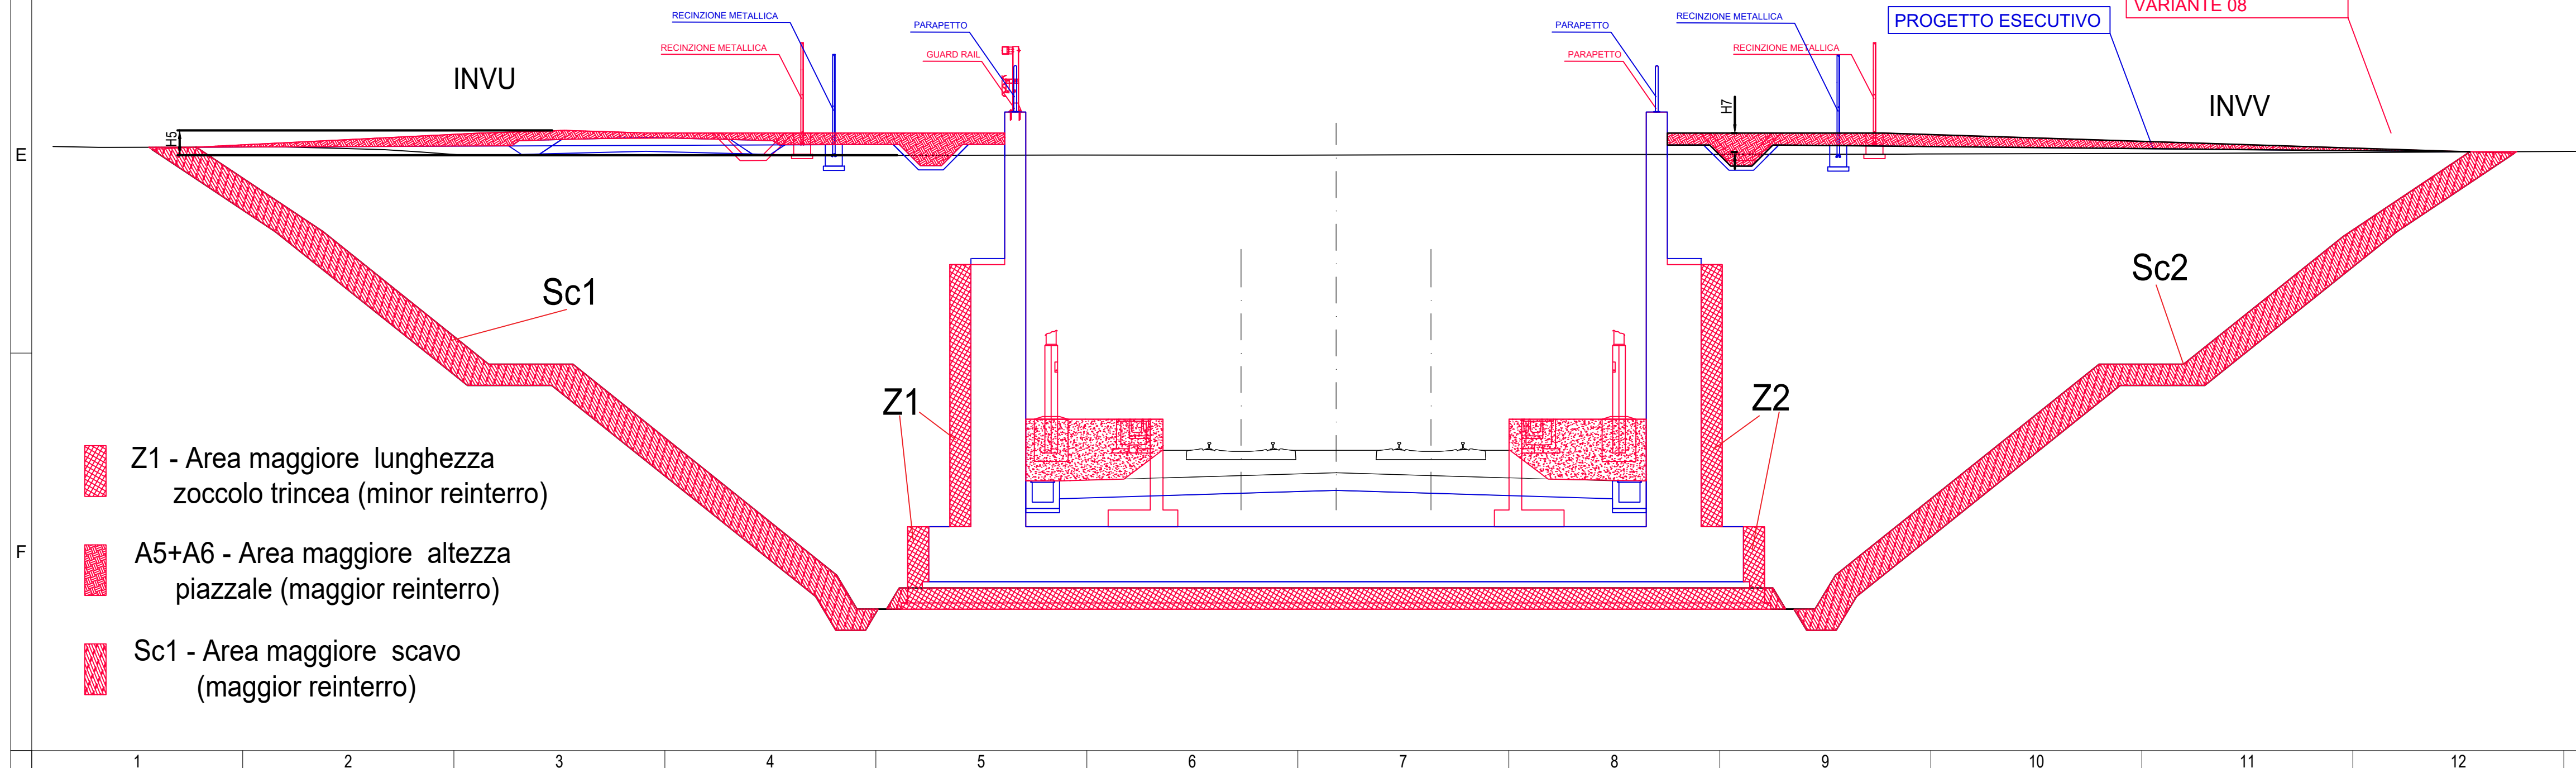 VARIANTE 08
PROGETTO ESECUTIVO
RECINZIONE METALLICA
PARAPETTO
PARAPETTO
RECINZIONE METALLICA
RECINZIONE METALLICA
GUARD RAIL
PARAPETTO
RECINZIONE METALLICA
INVU
INVV
H5
H7
E
Sc1
Sc2
Z1
Z2
Z1 - Area maggiore lunghezza
zoccolo trincea (minor reinterro)
F
A5+A6 - Area maggiore altezza
piazzale (maggior reinterro)
Sc1 - Area maggiore scavo
(maggior reinterro)
1 2 3 4 5 6 7 8 9 10 11 12